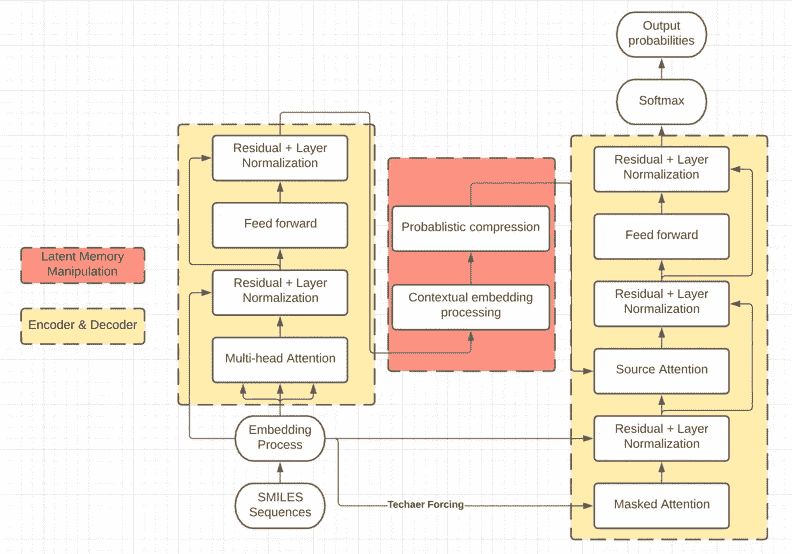 Output
probabilities
Softmax
Residual + Layer
Normalization
Feed forward
Residual + Layer
Normalization
Multi-head Attention
Embedding
Process
SMILES
Sequences
Latent Memory
Manipulation
Encoder & Decoder
Probablistic compression
Contextual embedding
processing
Residual + Layer
Normalization
Feed forward
Residual + Layer
Normalization
Source Attention
Residual + Layer
Normalization
Masked Attention
Techaer Forcing